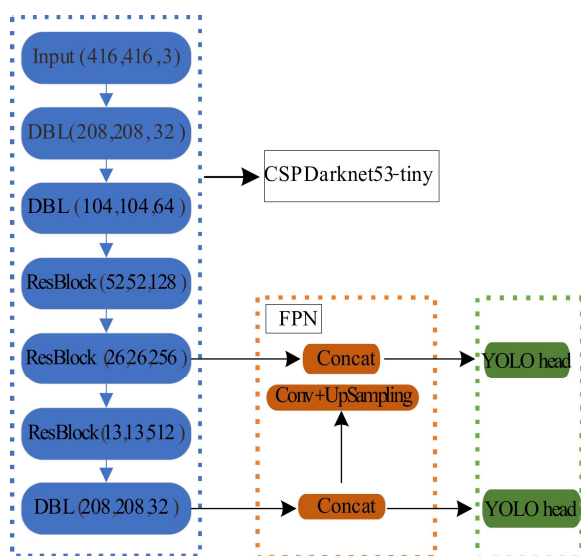 Input (416,416,3)
DBL(208,208,32)
DBL (104,104,64)
ResBlock(52,52,128)
ResBlock(26,26,256)
ResBlock(13,13,512)
DBL (208,208,32)
CSPDarknet53-tiny
FPN
Concat
Conv+UpSampling
Concat
YOLO head
YOLO head